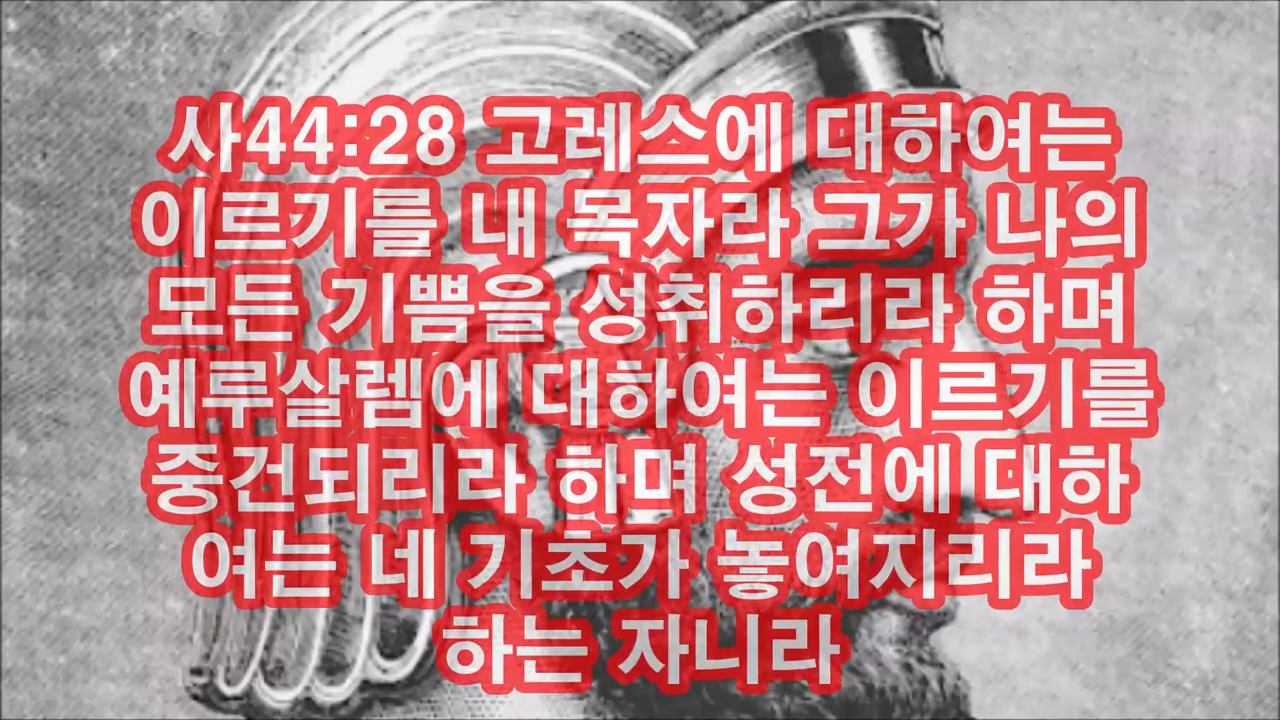 사44:28 고레스에 대하여는
이르기를 내 목자라 그가 나의
모든 기쁨을 성취하리라 하며
예루살렘에 대하여는 이르기를
중건되리라 하며 성전에 대하
여는 네 기초가 놓여지리라
하는 자니라